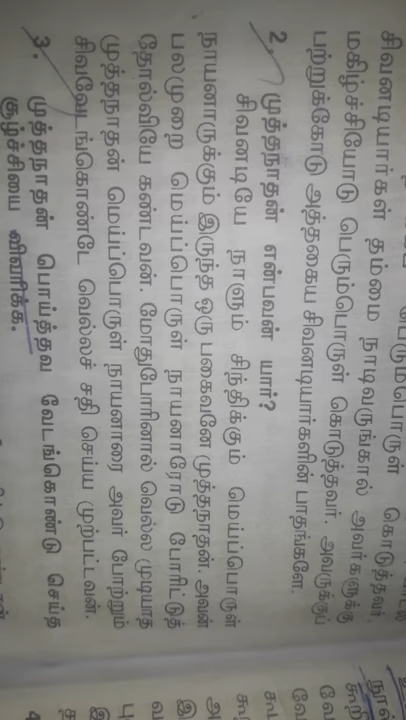 பெரும்பொருள் கொடுத்தவர்.
சிவனடியார்கள் தம்மை நாடிவருங்கால் அவர்களுக்கு
மகிழ்ச்சியோடு பெரும்பொருள் கொடுத்தவர். அவருக்குப்
பற்றுக்கோடு அத்தகைய சிவனடியார்களின் பாதங்களே.
2. முத்தநாதன் என்பவன் யார்?
சிவனடியே நாளும் சிந்திக்கும் மெய்ப்பொருள்
நாயனாருக்கும் இருந்த ஒரு பகைவனே முத்தநாதன். அவன்
பலமுறை மெய்ப்பொருள் நாயனாரோடு போரிட்டுத்
தோல்வியே கண்டவன். மோதுபோரினால் வெல்ல முடியாத
முத்தநாதன் மெய்ப்பொருள் நாயனாரை அவர் போற்றும்
சிவவேடங்கொண்டே வெல்லச் சதி செய்ய முற்பட்டவன்.
3. முத்தநாதன் பொய்த்தவ வேடங்கொண்டு செய்த
சூழ்ச்சியை விவரிக்க.